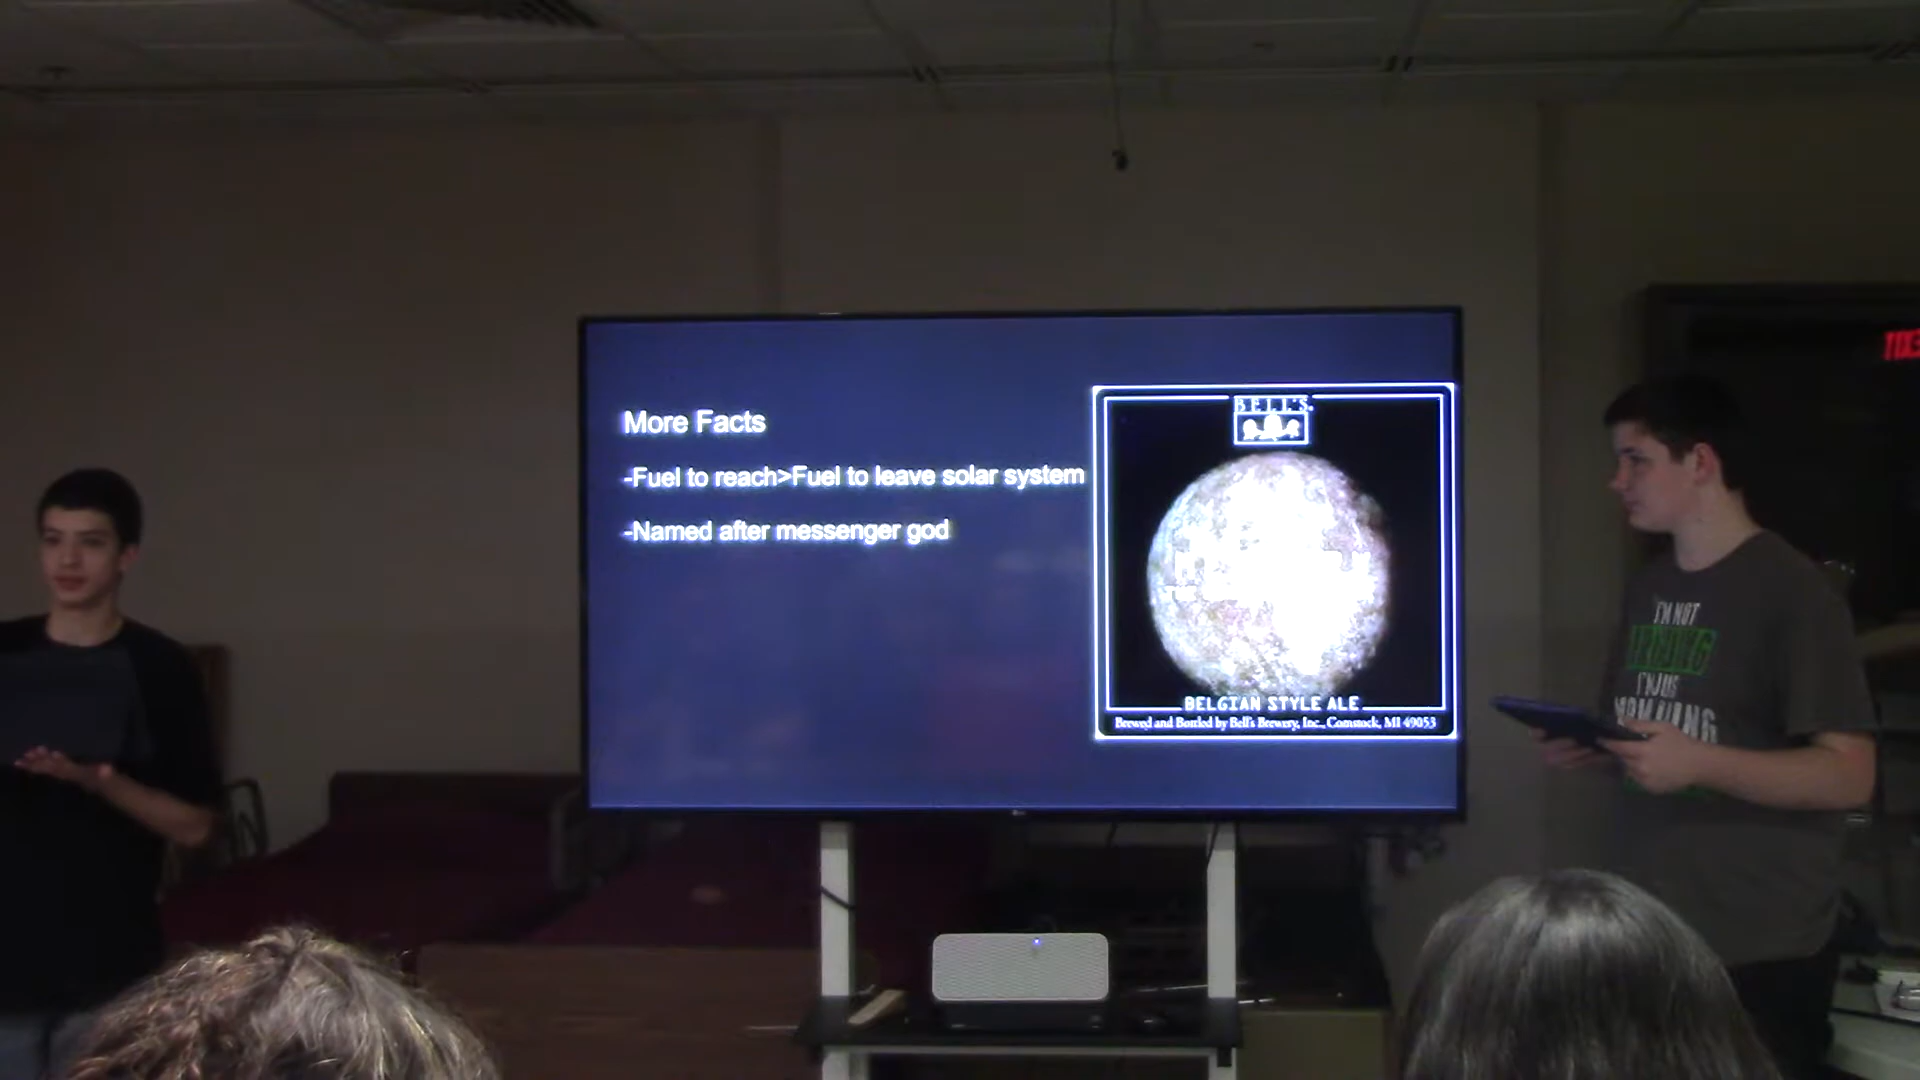 More Facts
-Fuel to reach>Fuel to leave solar system
-Named after messenger god
BELL'S
BELGIAN STYLE ALE
Brewed and Bottled by Bell's Brewery, Inc., Comstock, MI 49053
I'M NOT